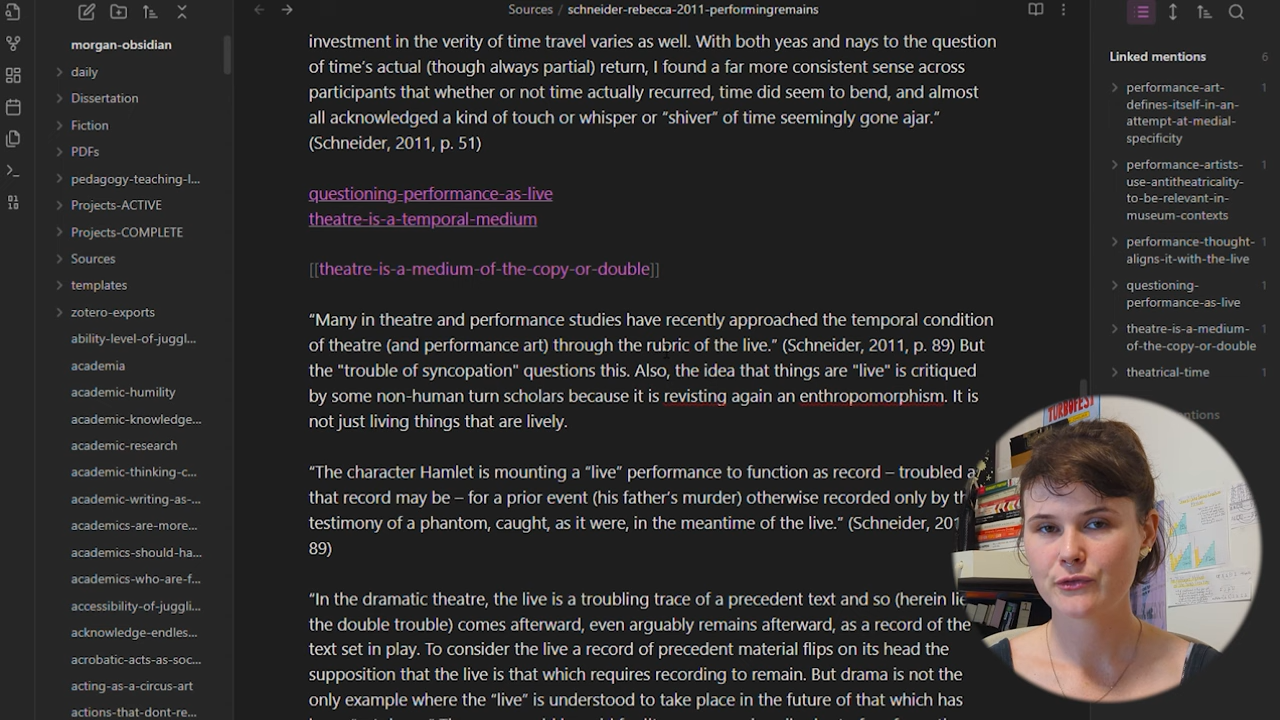 Sources / schneider-rebecca-2011-performingremains
morgan-obsidian
daily
Dissertation
Fiction
PDFs
pedagogy-teaching-l...
Projects-ACTIVE
Projects-COMPLETE
Sources
templates
zotero-exports
ability-level-of-juggl...
academia
academic-humility
academic-knowledge...
academic-research
academic-thinking-c...
academic-writing-as-...
academics-are-more...
academics-should-ha...
academics-who-are-f...
accessibility-of-juggli...
acknowledge-endles...
acrobatic-acts-as-soc...
acting-as-a-circus-art
actions-that-dont-re...
investment in the verity of time travel varies as well. With both yeas and nays to the question
of time's actual (though always partial) return, I found a far more consistent sense across
participants that whether or not time actually recurred, time did seem to bend, and almost
all acknowledged a kind of touch or whisper or “shiver” of time seemingly gone ajar.”
(Schneider, 2011, p. 51)
questioning-performance-as-live
theatre-is-a-temporal-medium
[[theatre-is-a-medium-of-the-copy-or-double]]
“Many in theatre and performance studies have recently approached the temporal condition
of theatre (and performance art) through the rubric of the live.” (Schneider, 2011, p. 89) But
the "trouble of syncopation" questions this. Also, the idea that things are "live" is critiqued
by some non-human turn scholars because it is revisting again an enthropomorphism. It is
not just living things that are lively.
“The character Hamlet is mounting a “live” performance to function as record – troubled
that record may be – for a prior event (his father's murder) otherwise recorded only by
testimony of a phantom, caught, as it were, in the meantime of the live.” (Schneider,
89)
“In the dramatic theatre, the live is a troubling trace of a precedent text and so (herein
the double trouble) comes afterward, even arguably remains afterward, as a record of the
text set in play. To consider the live a record of precedent material flips on its head the
supposition that the live is that which requires recording to remain. But drama is not the
only example where the “live” is understood to take place in the future of that which has
Linked mentions 6
performance-art- 1
defines-itself-in-an-
attempt-at-medial-
specificity
performance-artists- 1
use-antitheatricality-
to-be-relevant-in-
museum-contexts
performance-thought- 1
aligns-it-with-the-live
questioning- 1
performance-as-live
theatre-is-a-medium- 1
of-the-copy-or-double
theatrical-time 1
mentions
TURBOFEST
01
10